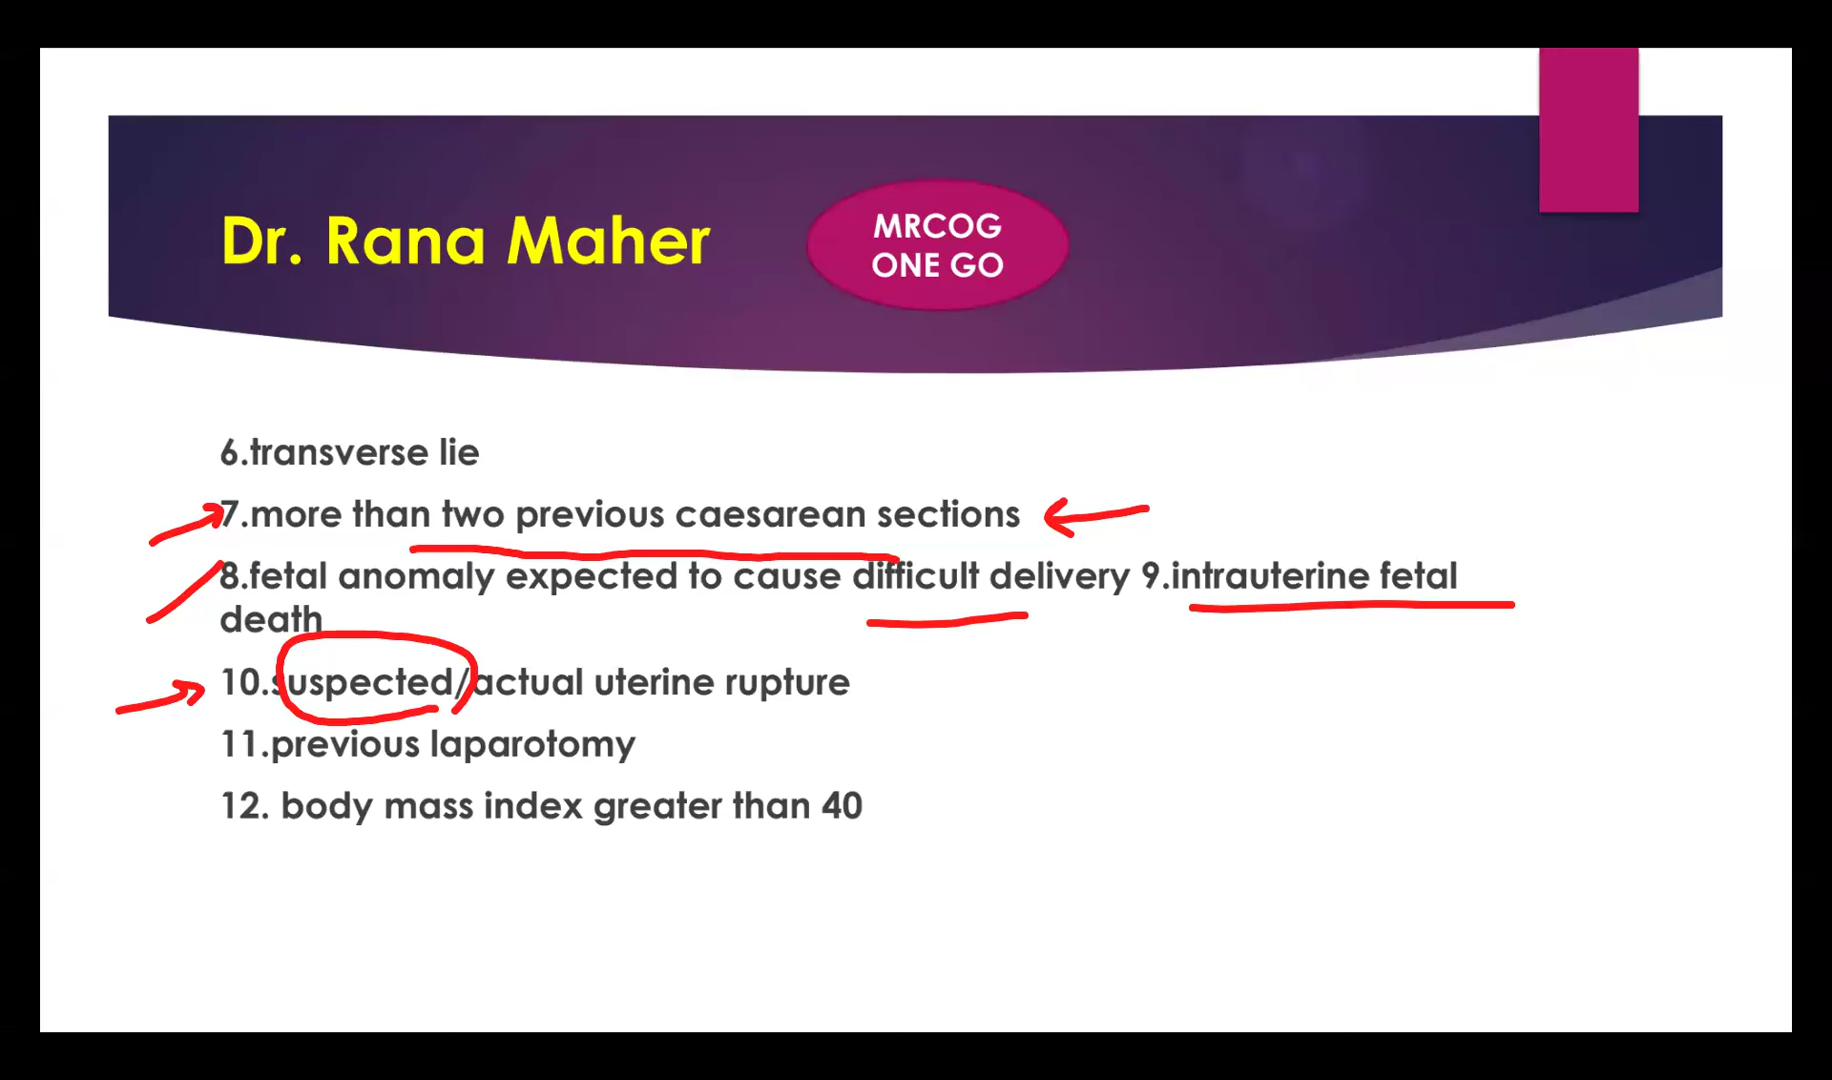 Dr. Rana Maher
MRCOG
ONE GO
6.transverse lie
7.more than two previous caesarean sections
8.fetal anomaly expected to cause difficult delivery 9.intrauterine fetal
death
10.suspected/actual uterine rupture
11.previous laparotomy
12. body mass index greater than 40